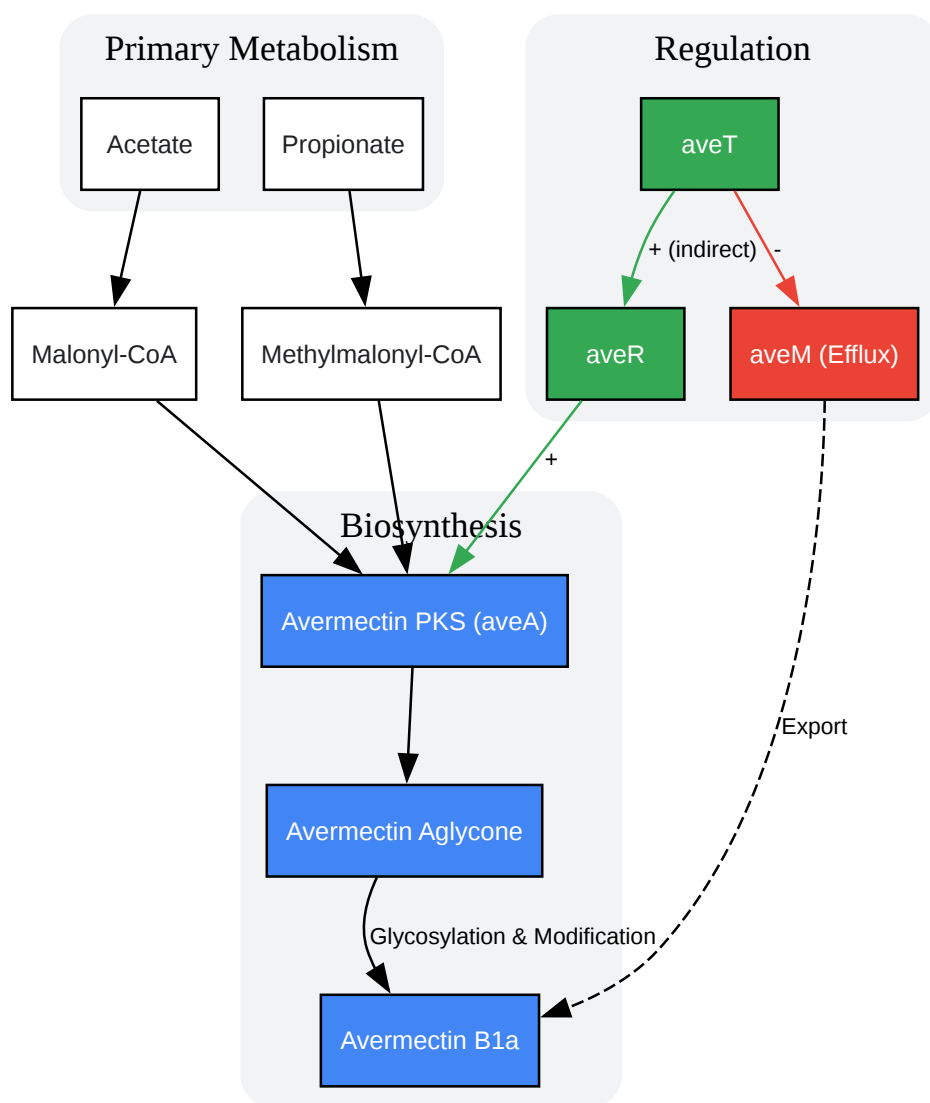 Primary Metabolism
Regulation
Acetate
Propionate
aveT
+ (indirect)
-
Malonyl-CoA
Methylmalonyl-CoA
aveR
aveM (Efflux)
+
Biosynthesis
Avermectin PKS (aveA)
Export
Avermectin Aglycone
Glycosylation & Modification
Avermectin B1a